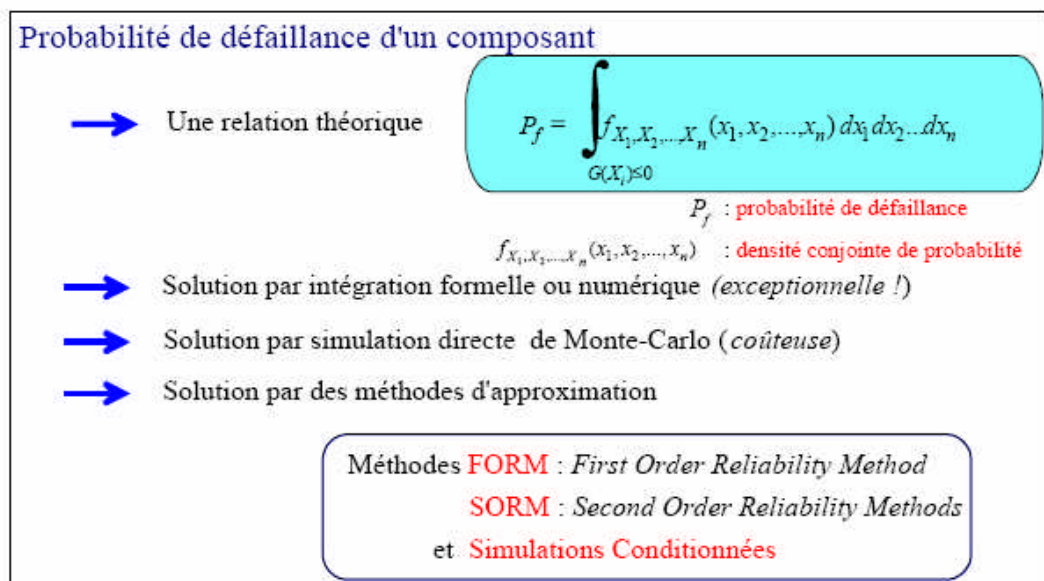 Probabilité de défaillance d'un composant
Une relation théorique
P_f = ∫_{G(X_i)≤0} f_{X_1,X_2,...,X_n}(x_1,x_2,...,x_n) dx_1dx_2...dx_n
P_f : probabilité de défaillance
f_{X_1,X_2,...,X_n}(x_1,x_2,...,x_n) : densité conjointe de probabilité
Solution par intégration formelle ou numérique (exceptionnelle !)
Solution par simulation directe de Monte-Carlo (coûteuse)
Solution par des méthodes d'approximation
Méthodes FORM : First Order Reliability Method
SORM : Second Order Reliability Methods
et Simulations Conditionnées